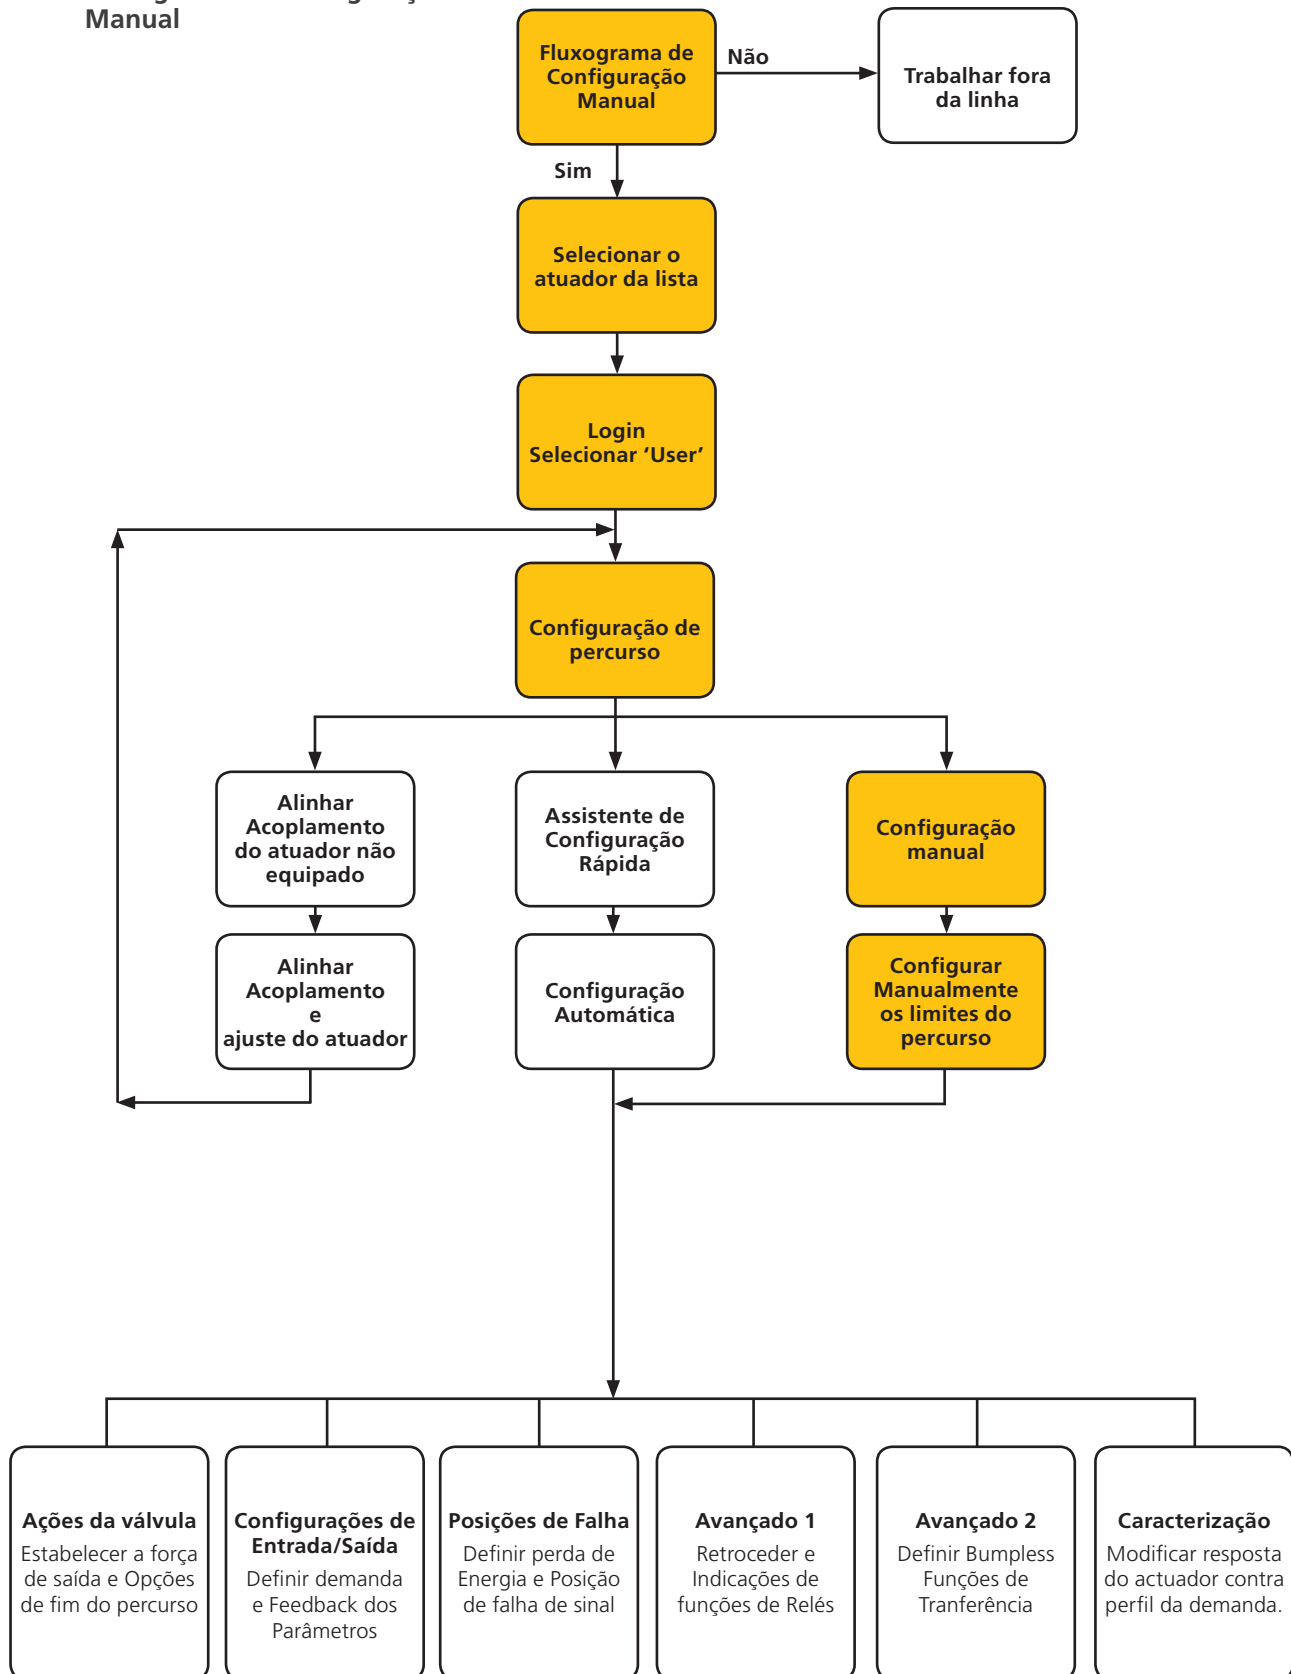 Manual
Fluxograma de
Configuração
Manual
Não
Trabalhar fora
da linha
Sim
Selecionar o
atuador da lista
Login
Selecionar ‘User’
Configuração de
percurso
Alinhar
Acoplamento
do atuador não
equipado
Assistente de
Configuração
Rápida
Configuração
manual
Alinhar
Acoplamento
e
ajuste do atuador
Configuração
Automática
Configurar
Manualmente
os limites do
percurso
Ações da válvula
Estabelecer a força
de saída e Opções
de fim do percurso
Configurações de
Entrada/Saída
Definir demanda
e Feedback dos
Parâmetros
Posições de Falha
Definir perda de
Energia e Posição
de falha de sinal
Avançado 1
Retroceder e
Indicações de
funções de Relés
Avançado 2
Definir Bumpless
Funções de
Tranferência
Caracterização
Modificar resposta
do actuador contra
perfil da demanda.